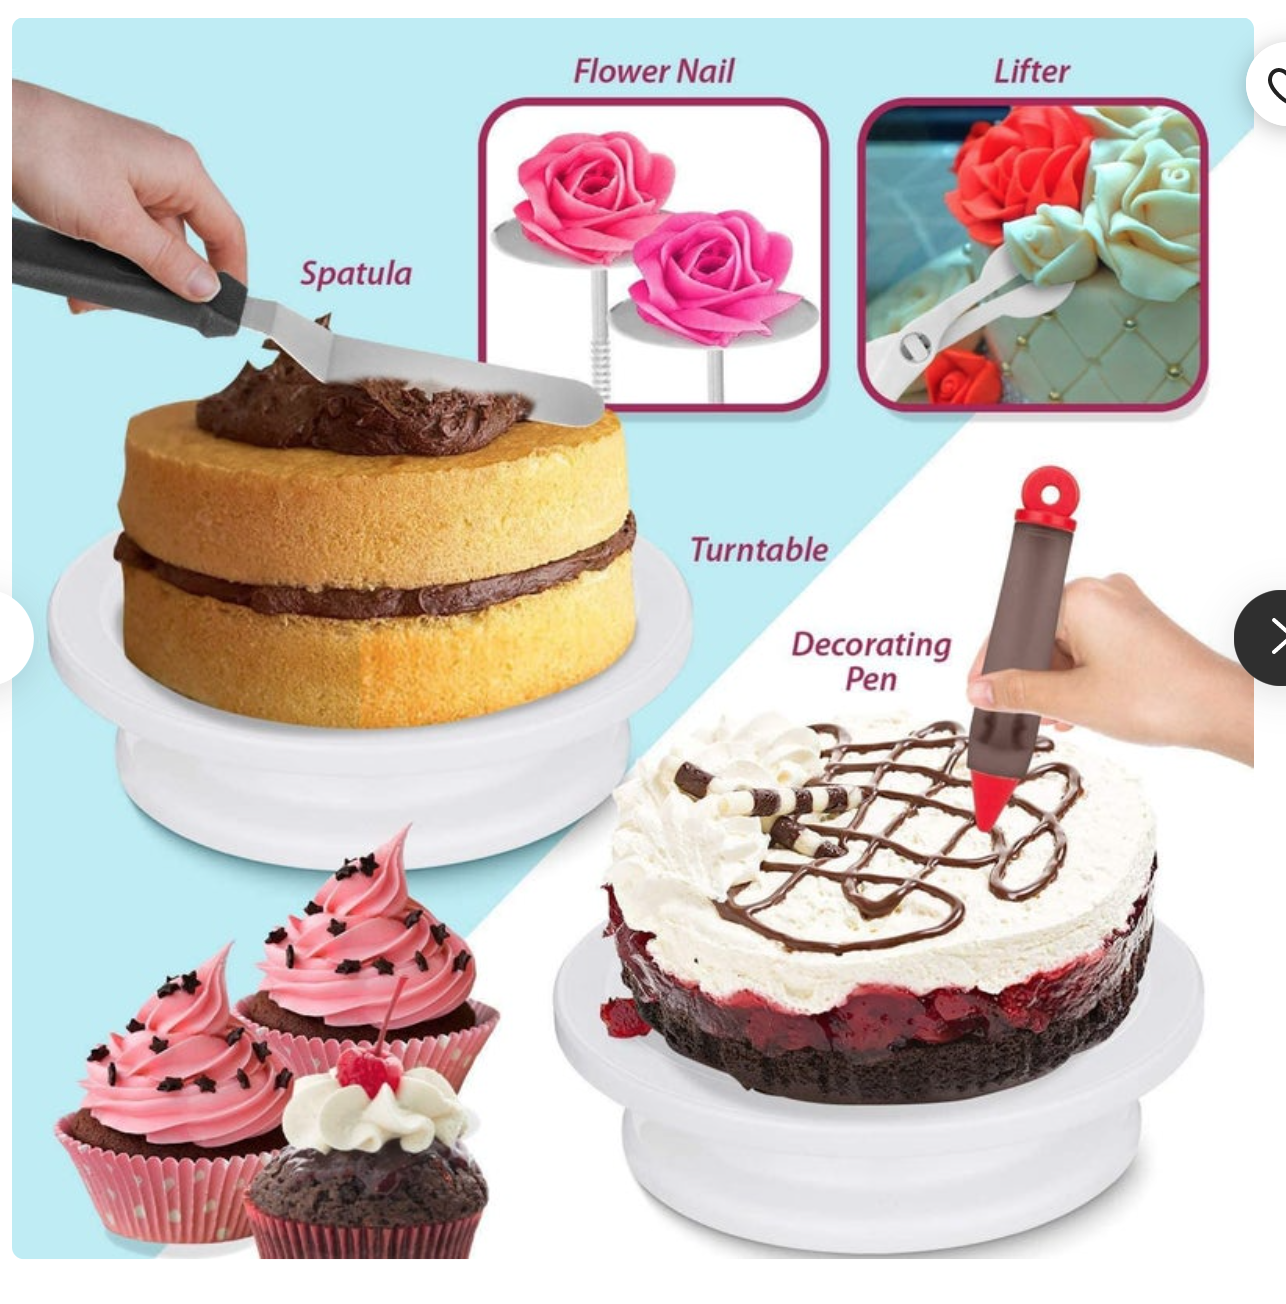 Flower Nail
Lifter
Spatula
Turntable
Decorating
Pen